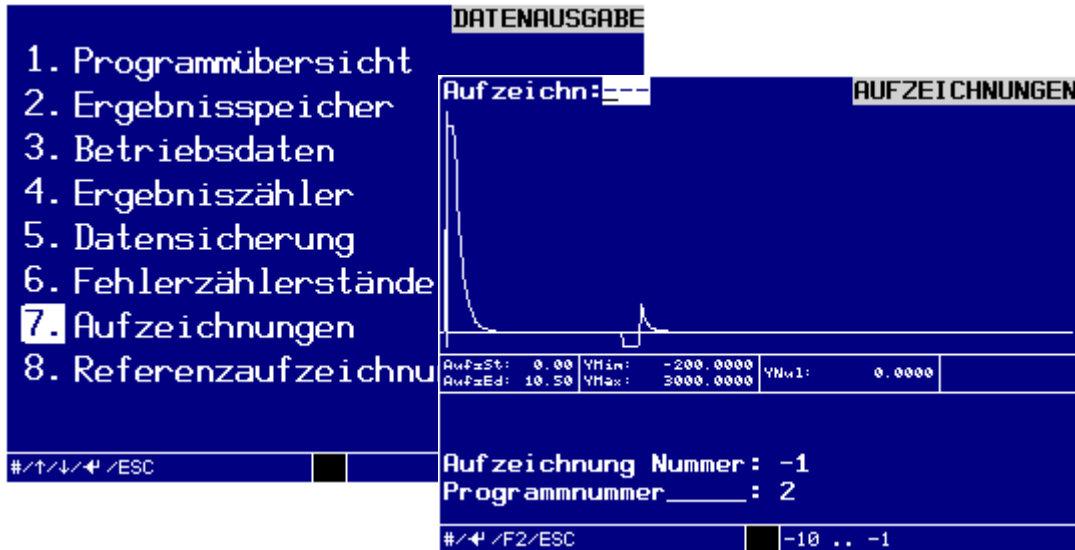 DATENAUSGABE
1. Programmübersicht
2. Ergebnisspeicher
3. Betriebsdaten
4. Ergebniszähler
5. Datensicherung
6. Fehlerzählerstände
7. Aufzeichnungen
8. Referenzaufzeichnu
#/↑/↓/↵ /ESC
Aufzeichn:--- AUFZEICHNUNGEN
AufzSt: 0.00 YMin: -200.0000 YNul: 0.0000
AufzEd: 10.50 YMax: 3000.0000
Aufzeichnung Nummer: -1
Programmnummer______: 2
#/↵ /F2/ESC -10 .. -1